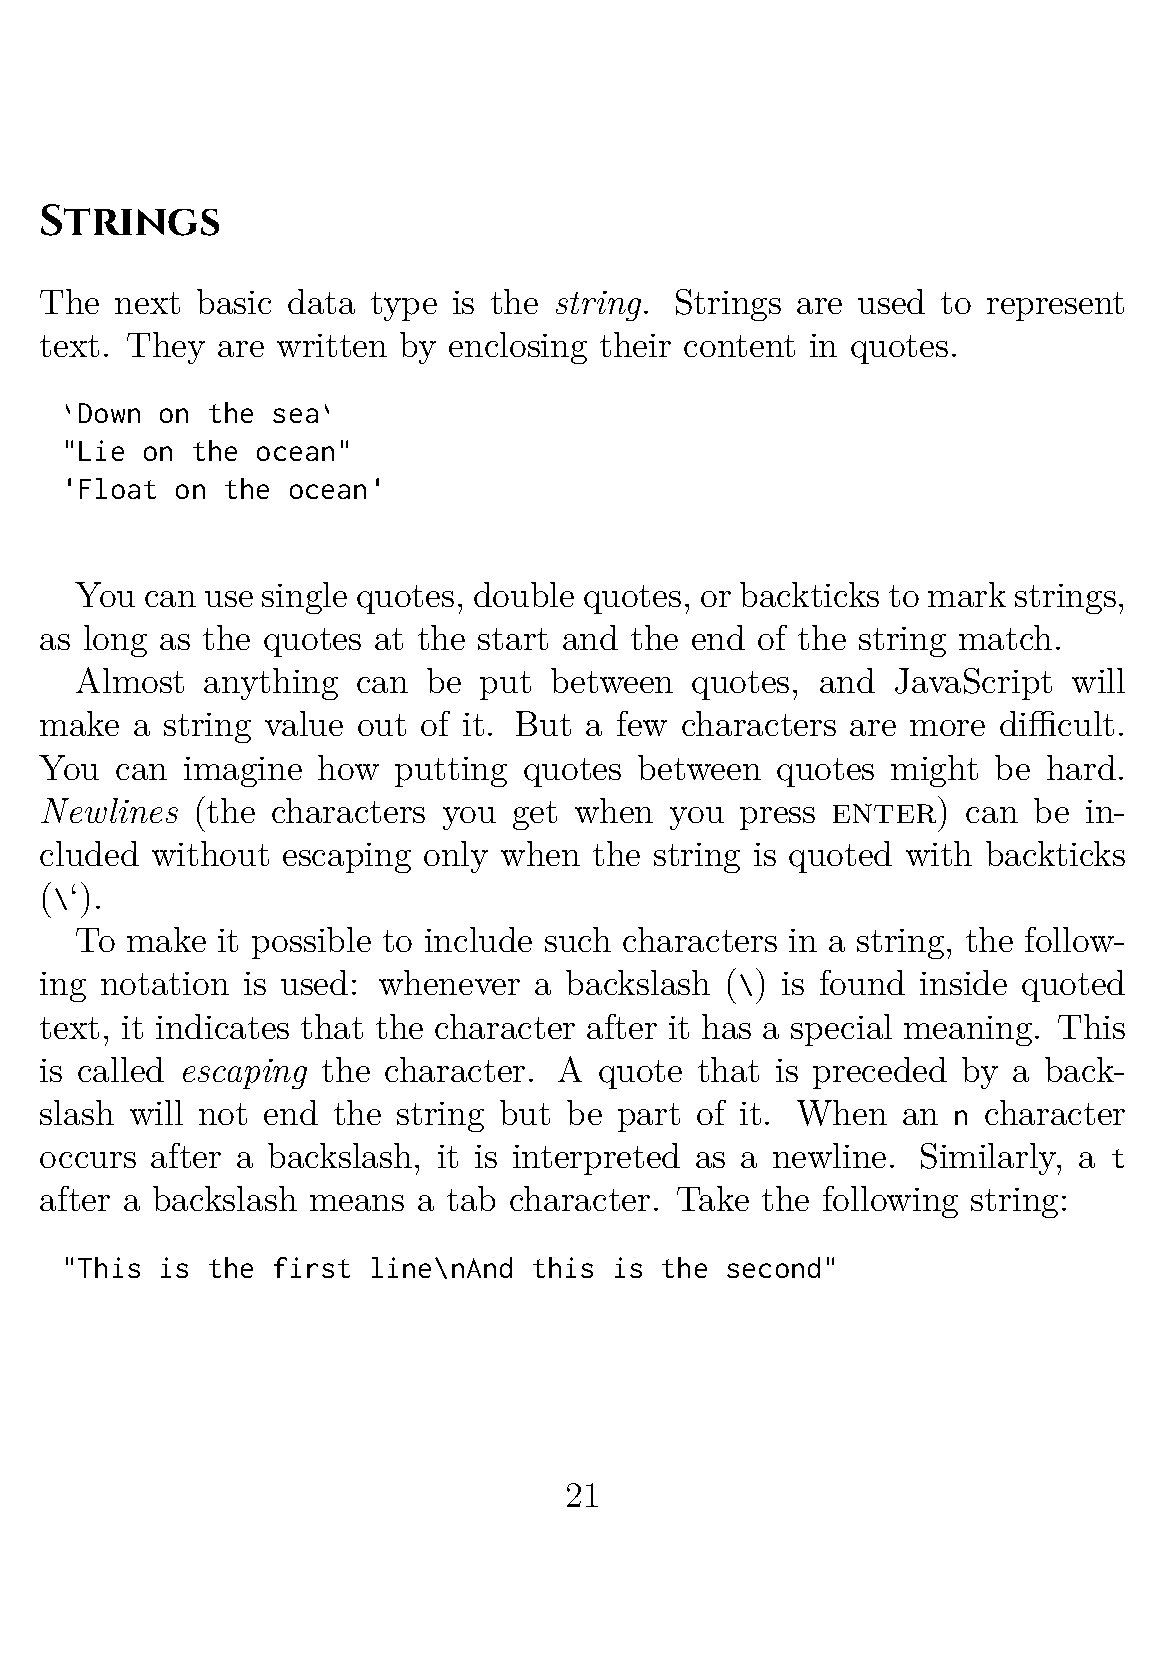 Strings
The next basic data type is the string. Strings are used to represent
text. They are written by enclosing their content in quotes.
`Down on the sea`
"Lie on the ocean"
'Float on the ocean'
You can use single quotes, double quotes, or backticks to mark strings,
as long as the quotes at the start and the end of the string match.
Almost anything can be put between quotes, and JavaScript will
make a string value out of it. But a few characters are more difficult.
You can imagine how putting quotes between quotes might be hard.
Newlines (the characters you get when you press ENTER) can be in-
cluded without escaping only when the string is quoted with backticks
(\‘).
To make it possible to include such characters in a string, the follow-
ing notation is used: whenever a backslash (\) is found inside quoted
text, it indicates that the character after it has a special meaning. This
is called escaping the character. A quote that is preceded by a back-
slash will not end the string but be part of it. When an n character
occurs after a backslash, it is interpreted as a newline. Similarly, a t
after a backslash means a tab character. Take the following string:
"This is the first line\nAnd this is the second"
21